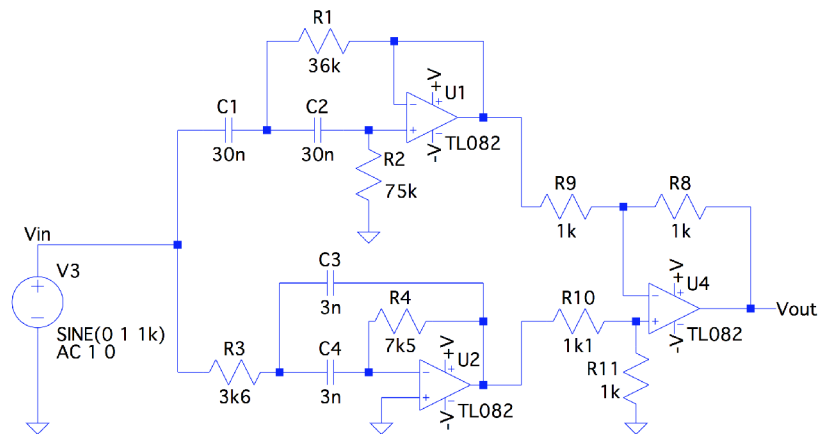 R1
36k
+V
U1
C1
C2
−
+
+
−
30n
30n
-V
TL082
R2
75k
R9
R8
1k
1k
Vin
V3
+
−
SINE(0 1 1k)
AC 1 0
C3
3n
R4
7k5
+V
U4
−
+
+
−
Vout
R10
1k1
-V
TL082
R3
3k6
C4
3n
+V
U2
−
+
+
−
-V
TL082
R11
1k